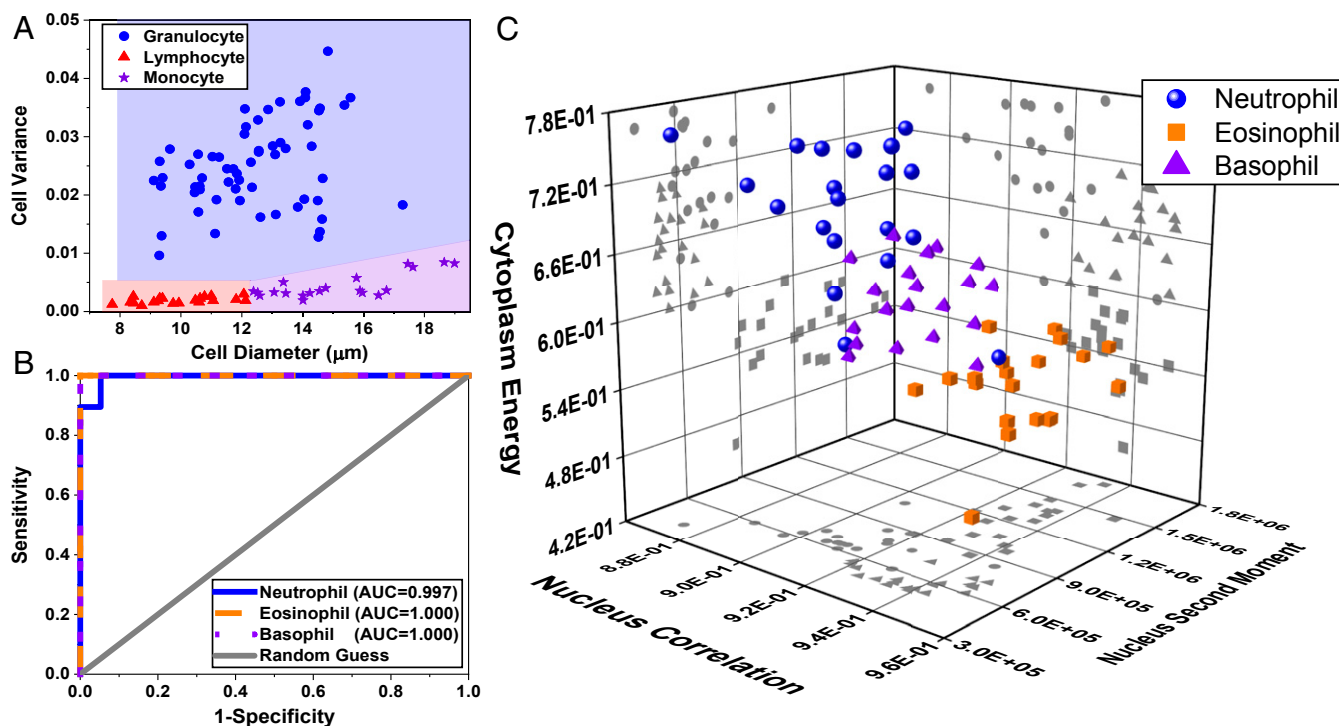 A
0.05
0.04
0.03
0.02
0.01
0.00
Cell Variance
Granulocyte
Lymphocyte
Monocyte
8 10 12 14 16 18
Cell Diameter (μm)
B
1.0
0.8
0.6
0.4
0.2
0.0
Sensitivity
Neutrophil (AUC=0.997)
Eosinophil (AUC=1.000)
Basophil (AUC=1.000)
Random Guess
0.0 0.2 0.4 0.6 0.8 1.0
1-Specificity
C
7.8E-01
7.2E-01
6.6E-01
6.0E-01
5.4E-01
4.8E-01
4.2E-01
Cytoplasm Energy
Neutrophil
Eosinophil
Basophil
8.8E-01
9.0E-01
9.2E-01
9.4E-01
9.6E-01
Nucleus Correlation
1.8E+06
1.5E+06
1.2E+06
9.0E+05
6.0E+05
3.0E+05
Nucleus Second Moment